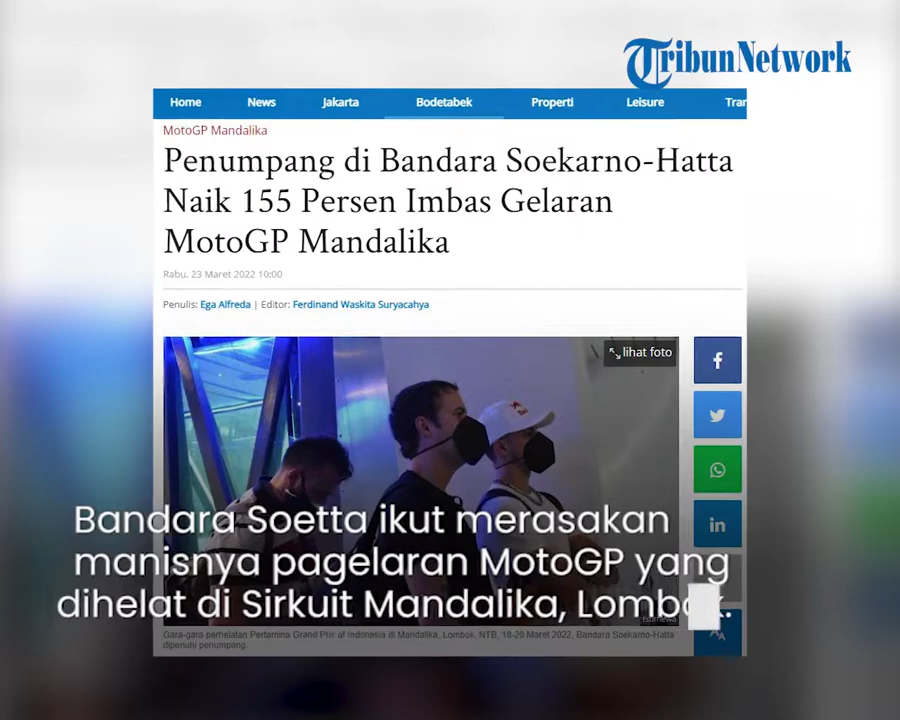 TribunNetwork
Home News Jakarta Bodetabek Properti Leisure Tra
MotoGP Mandalika
Penumpang di Bandara Soekarno-Hatta
Naik 155 Persen Imbas Gelaran
MotoGP Mandalika
Rabu, 23 Maret 2022 10:00
Penulis: Ega Alfreda | Editor: Ferdinand Waskita Suryacahya
lihat foto
Bandara Soetta ikut merasakan
manisnya pagelaran MotoGP yang
dihelat di Sirkuit Mandalika, Lombok.
Istimewa
Gara-gara perhelatan Pertamina Grand Prix of Indonesia di Mandalika, Lombok, NTB, 18-20 Maret 2022, Bandara Soekarno-Hatta
dipenuhi penumpang.